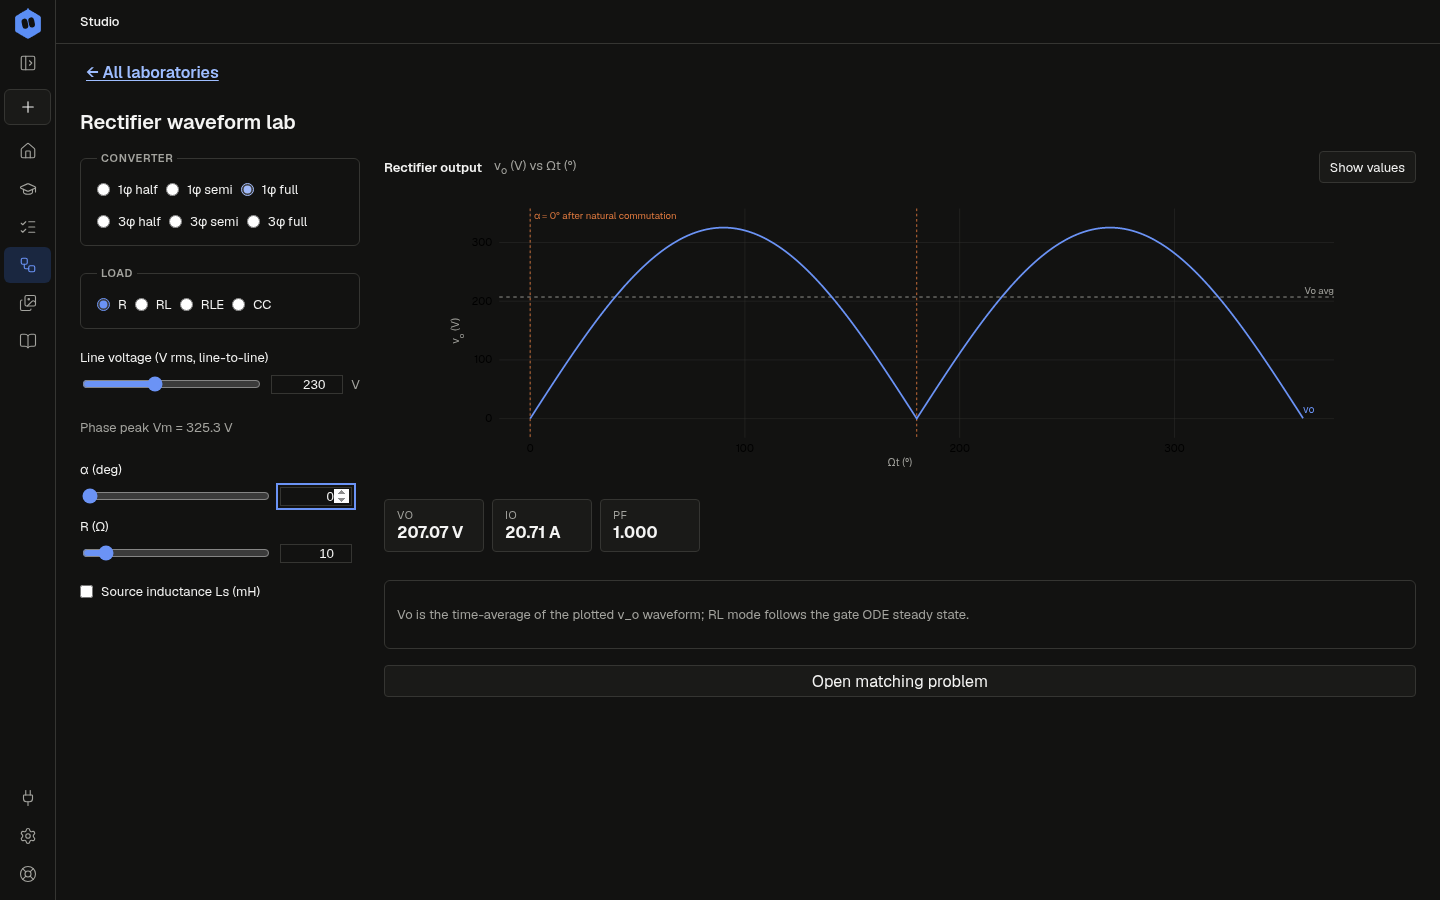 Studio
← All laboratories
Rectifier waveform lab
CONVERTER
1φ half 1φ semi 1φ full
3φ half 3φ semi 3φ full
LOAD
R RL RLE CC
Line voltage (V rms, line-to-line)
230 V
Phase peak Vm = 325.3 V
α (deg)
0
R (Ω)
10
Source inductance Ls (mH)
Rectifier output vo (V) vs Ωt (°)
Show values
α = 0° after natural commutation
300
200
100
0
vo (V)
Vo avg
vo
0 100 200 300
Ωt (°)
VO
207.07 V
IO
20.71 A
PF
1.000
Vo is the time-average of the plotted v_o waveform; RL mode follows the gate ODE steady state.
Open matching problem